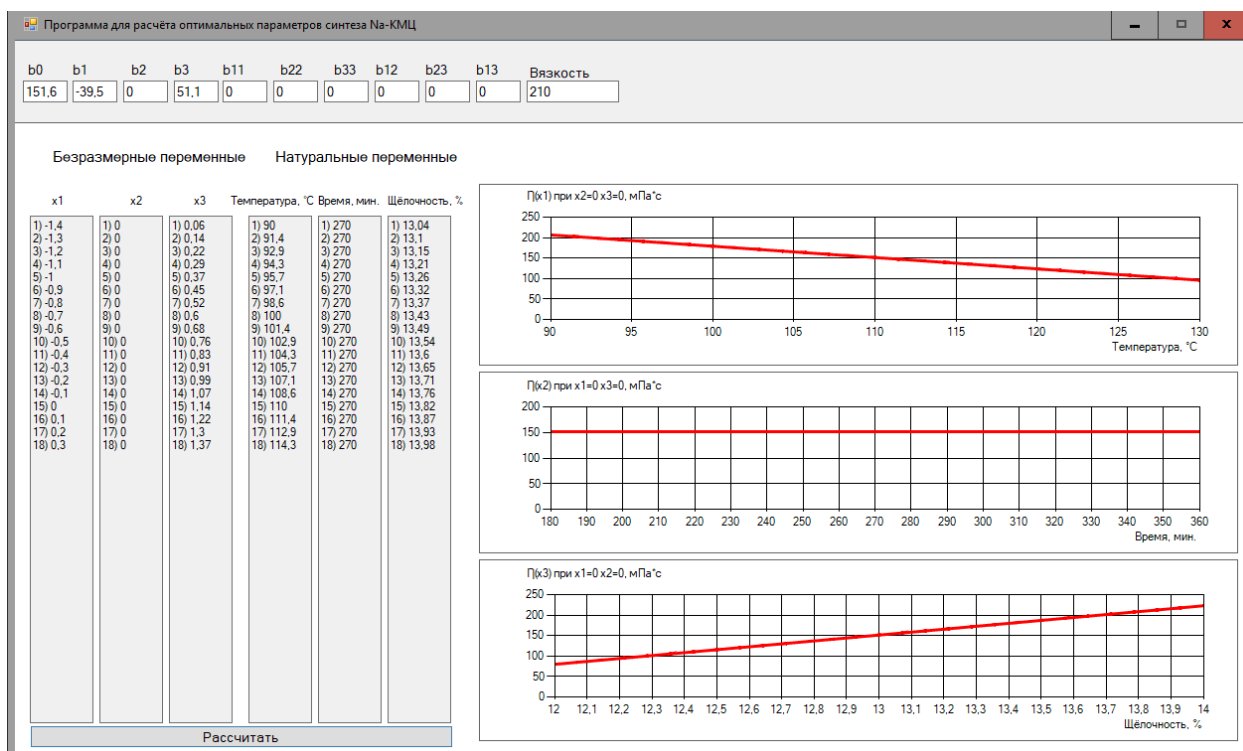 Программа для расчёта оптимальных параметров синтеза Na-КМЦ
b0 b1 b2 b3 b11 b22 b33 b12 b23 b13 Вязкость
151,6 -39,5 0 51,1 0 0 0 0 0 0 210
Безразмерные переменные Натуральные переменные
x1 x2 x3 Температура, °C Время, мин. Щёлочность, %
1) -1,4 1) 0 1) 0,06 1) 90 1) 270 1) 13,04
2) -1,3 2) 0 2) 0,14 2) 91,4 2) 270 2) 13,1
3) -1,2 3) 0 3) 0,22 3) 92,9 3) 270 3) 13,15
4) -1,1 4) 0 4) 0,29 4) 94,3 4) 270 4) 13,21
5) -1 5) 0 5) 0,37 5) 95,7 5) 270 5) 13,26
6) -0,9 6) 0 6) 0,45 6) 97,1 6) 270 6) 13,32
7) -0,8 7) 0 7) 0,52 7) 98,6 7) 270 7) 13,37
8) -0,7 8) 0 8) 0,6 8) 100 8) 270 8) 13,43
9) -0,6 9) 0 9) 0,68 9) 101,4 9) 270 9) 13,49
10) -0,5 10) 0 10) 0,76 10) 102,9 10) 270 10) 13,54
11) -0,4 11) 0 11) 0,83 11) 104,3 11) 270 11) 13,6
12) -0,3 12) 0 12) 0,91 12) 105,7 12) 270 12) 13,65
13) -0,2 13) 0 13) 0,99 13) 107,1 13) 270 13) 13,71
14) -0,1 14) 0 14) 1,07 14) 108,6 14) 270 14) 13,76
15) 0 15) 0 15) 1,14 15) 110 15) 270 15) 13,82
16) 0,1 16) 0 16) 1,22 16) 111,4 16) 270 16) 13,87
17) 0,2 17) 0 17) 1,3 17) 112,9 17) 270 17) 13,93
18) 0,3 18) 0 18) 1,37 18) 114,3 18) 270 18) 13,98
Рассчитать
П(x1) при x2=0 x3=0, мПа*с
250
200
150
100
50
0
90 95 100 105 110 115 120 125 130
Температура, °C
П(x2) при x1=0 x3=0, мПа*с
200
150
100
50
0
180 190 200 210 220 230 240 250 260 270 280 290 300 310 320 330 340 350 360
Время, мин.
П(x3) при x1=0 x2=0, мПа*с
250
200
150
100
50
0
12 12,1 12,2 12,3 12,4 12,5 12,6 12,7 12,8 12,9 13 13,1 13,2 13,3 13,4 13,5 13,6 13,7 13,8 13,9 14
Щёлочность, %